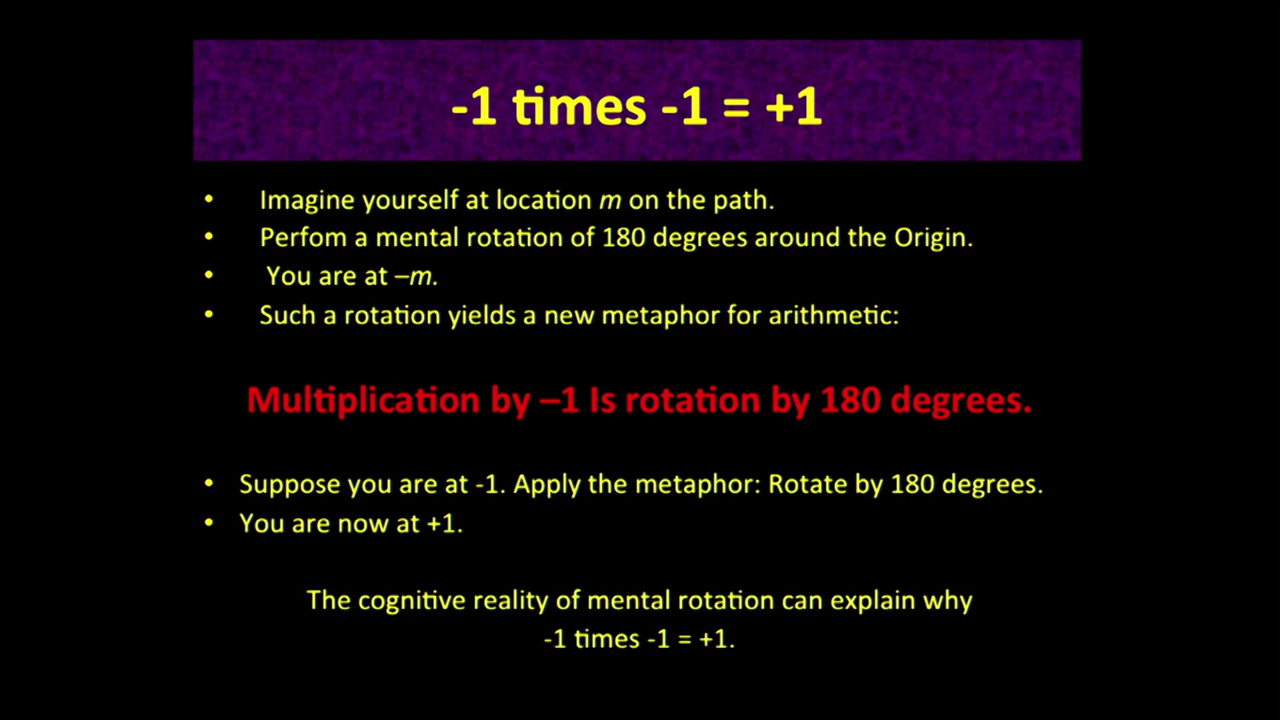 -1 times -1 = +1
• Imagine yourself at location m on the path.
• Perfom a mental rotation of 180 degrees around the Origin.
• You are at –m.
• Such a rotation yields a new metaphor for arithmetic:
Multiplication by –1 Is rotation by 180 degrees.
• Suppose you are at -1. Apply the metaphor: Rotate by 180 degrees.
• You are now at +1.
The cognitive reality of mental rotation can explain why
-1 times -1 = +1.